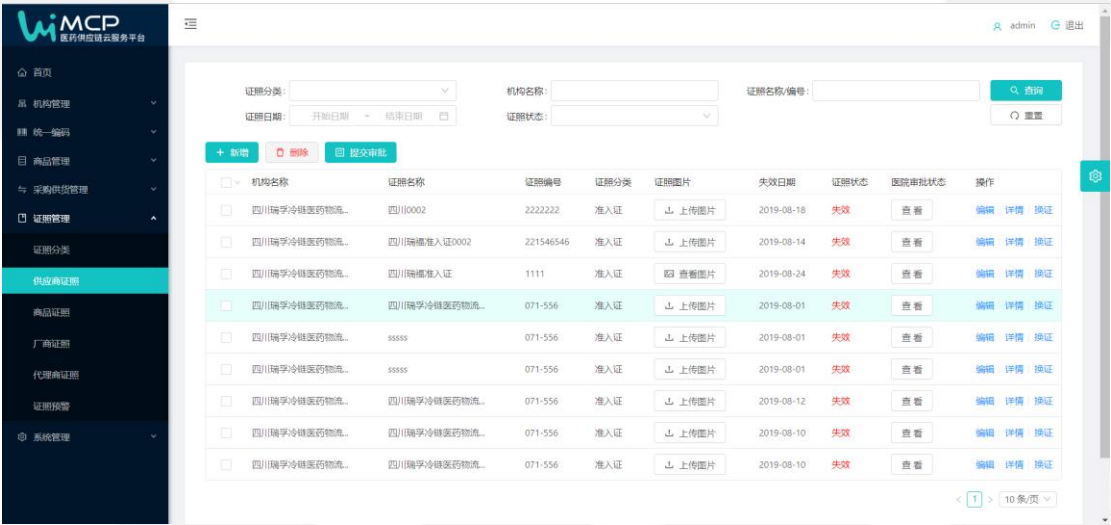 MCP
医药供应链云服务平台
admin 退出
首页
机构管理
统一编码
商品管理
采购供货管理
证照管理
证照分类
供应商证照
商品证照
厂商证照
代理商证照
证照预警
系统管理
证照分类: 机构名称: 证照名称/编号: 查询
证照日期: 开始日期 ~ 结束日期 证照状态: 重置
+ 新增 删除 提交审批
机构名称 证照名称 证照编号 证照分类 证照图片 失效日期 证照状态 医院审批状态 操作
四川瑞孚冷链医药物流... 四川0002 2222222 准入证 上传图片 2019-08-18 失效 查看 编辑 详情 换证
四川瑞孚冷链医药物流... 四川瑞福准入证0002 221546546 准入证 上传图片 2019-08-14 失效 查看 编辑 详情 换证
四川瑞孚冷链医药物流... 四川瑞福准入证 1111 准入证 查看图片 2019-08-24 失效 查看 编辑 详情 换证
四川瑞孚冷链医药物流... 四川瑞孚冷链医药物流... 071-556 准入证 上传图片 2019-08-01 失效 查看 编辑 详情 换证
四川瑞孚冷链医药物流... sssss 071-556 准入证 上传图片 2019-08-01 失效 查看 编辑 详情 换证
四川瑞孚冷链医药物流... sssss 071-556 准入证 上传图片 2019-08-01 失效 查看 编辑 详情 换证
四川瑞孚冷链医药物流... 四川瑞孚冷链医药物流... 071-556 准入证 上传图片 2019-08-12 失效 查看 编辑 详情 换证
四川瑞孚冷链医药物流... 四川瑞孚冷链医药物流... 071-556 准入证 上传图片 2019-08-10 失效 查看 编辑 详情 换证
四川瑞孚冷链医药物流... 四川瑞孚冷链医药物流... 071-556 准入证 上传图片 2019-08-10 失效 查看 编辑 详情 换证
< 1 > 10 条/页